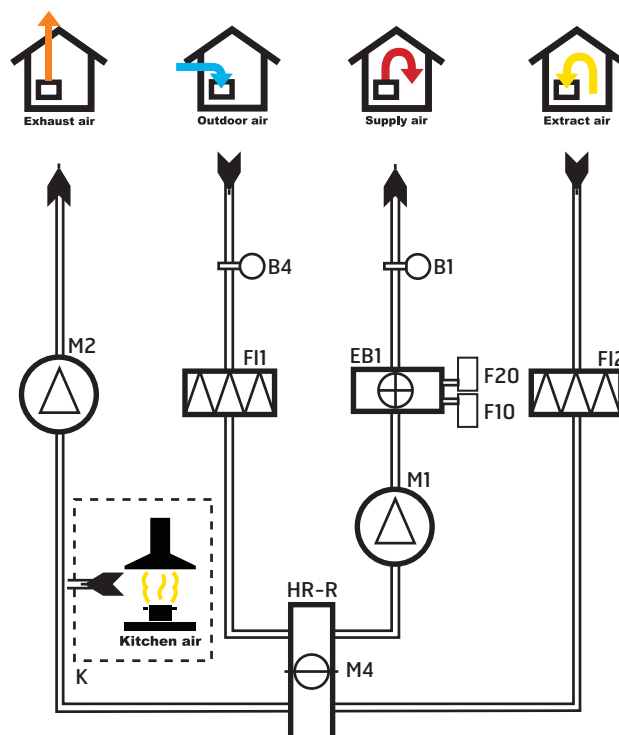 Exhaust air
Outdoor air
Supply air
Extract air
B4
B1
M2
FI1
EB1
F20
FI2
F10
M1
HR-R
Kitchen air
K
M4